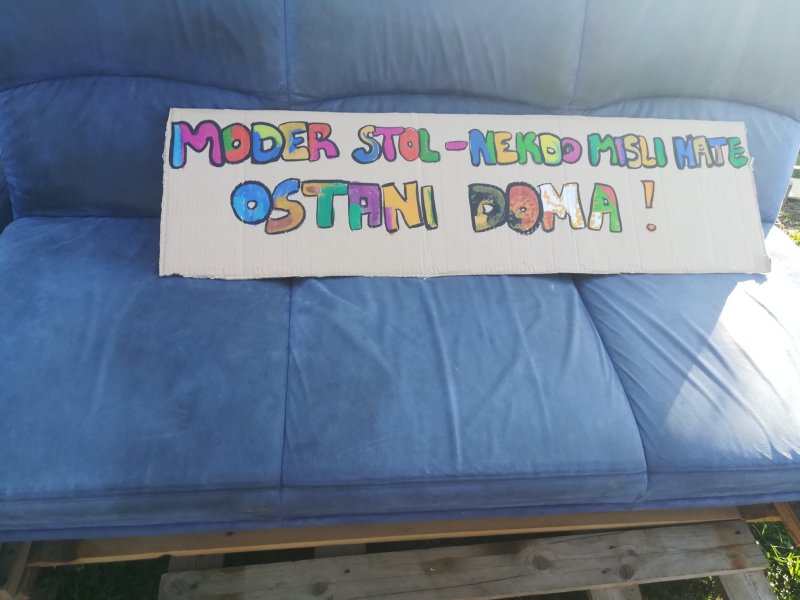 MODER STOL - NEKDO MISLI NATE
OSTANI DOMA !